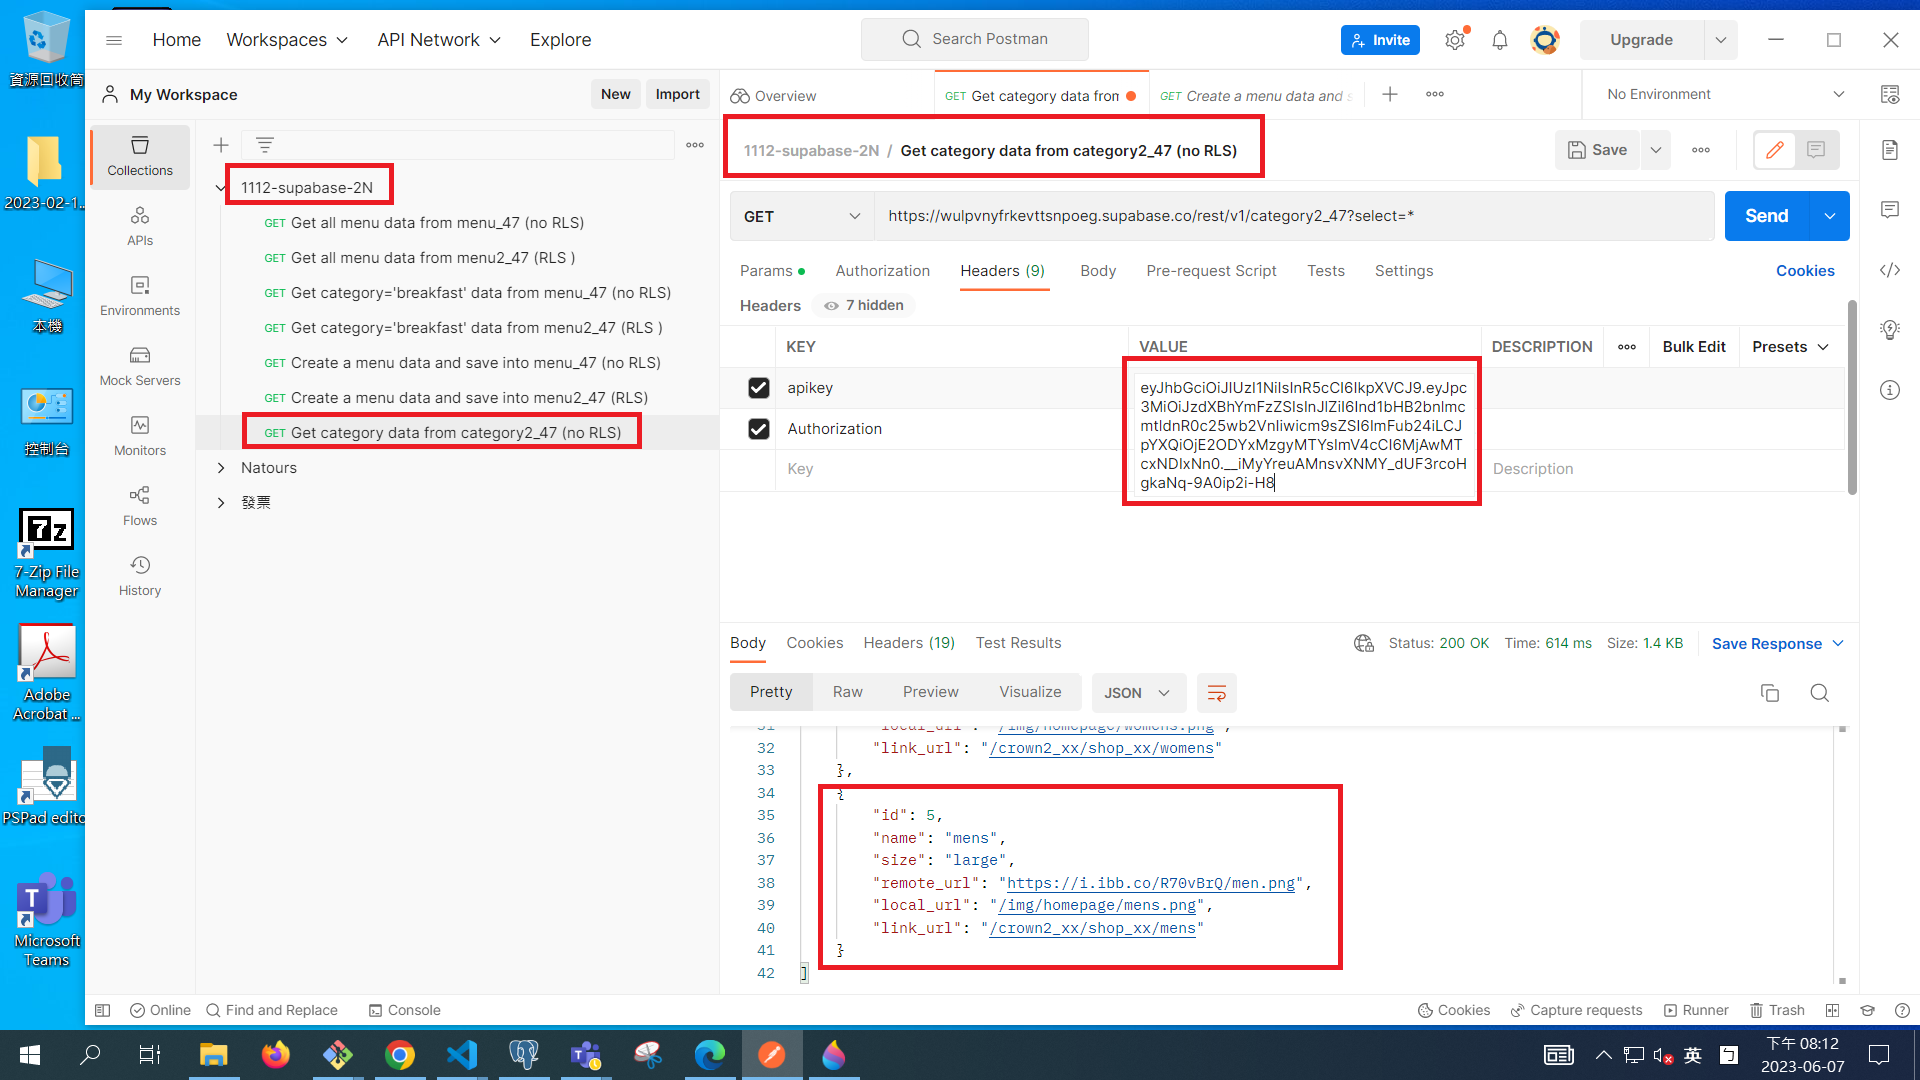 資源回收筒
2023-02-1...
本機
控制台
7-Zip File
Manager
Adobe
Acrobat ...
PSPad edito
Microsoft
Teams
Home
Workspaces
API Network
Explore
Search Postman
Invite
Upgrade
My Workspace
New
Import
Overview
GET Get category data from
GET Create a menu data and s
No Environment
Collections
APIs
Environments
Mock Servers
Monitors
Flows
History
1112-supabase-2N
GET Get all menu data from menu_47 (no RLS)
GET Get all menu data from menu2_47 (RLS )
GET Get category='breakfast' data from menu_47 (no RLS)
GET Get category='breakfast' data from menu2_47 (RLS )
GET Create a menu data and save into menu_47 (no RLS)
GET Create a menu data and save into menu2_47 (RLS)
GET Get category data from category2_47 (no RLS)
Natours
發票
1112-supabase-2N / Get category data from category2_47 (no RLS)
Save
GET
https://wulpvnyfrkevttsnpoeg.supabase.co/rest/v1/category2_47?select=*
Send
Params
Authorization
Headers (9)
Body
Pre-request Script
Tests
Settings
Cookies
Headers
7 hidden
KEY
VALUE
DESCRIPTION
Bulk Edit
Presets
apikey
Authorization
Key
Description
Body
Cookies
Headers (19)
Test Results
Status: 200 OK
Time: 614 ms
Size: 1.4 KB
Save Response
Pretty
Raw
Preview
Visualize
JSON
31 "local_url": "/img/homepage/womens.png",
32 "link_url": "/crown2_xx/shop_xx/womens"
33 },
34 {
35 "id": 5,
36 "name": "mens",
37 "size": "large",
38 "remote_url": "https://i.ibb.co/R70vBrQ/men.png",
39 "local_url": "/img/homepage/mens.png",
40 "link_url": "/crown2_xx/shop_xx/mens"
41 }
42 ]
Online
Find and Replace
Console
Cookies
Capture requests
Runner
Trash
英
下午 08:12
2023-06-07